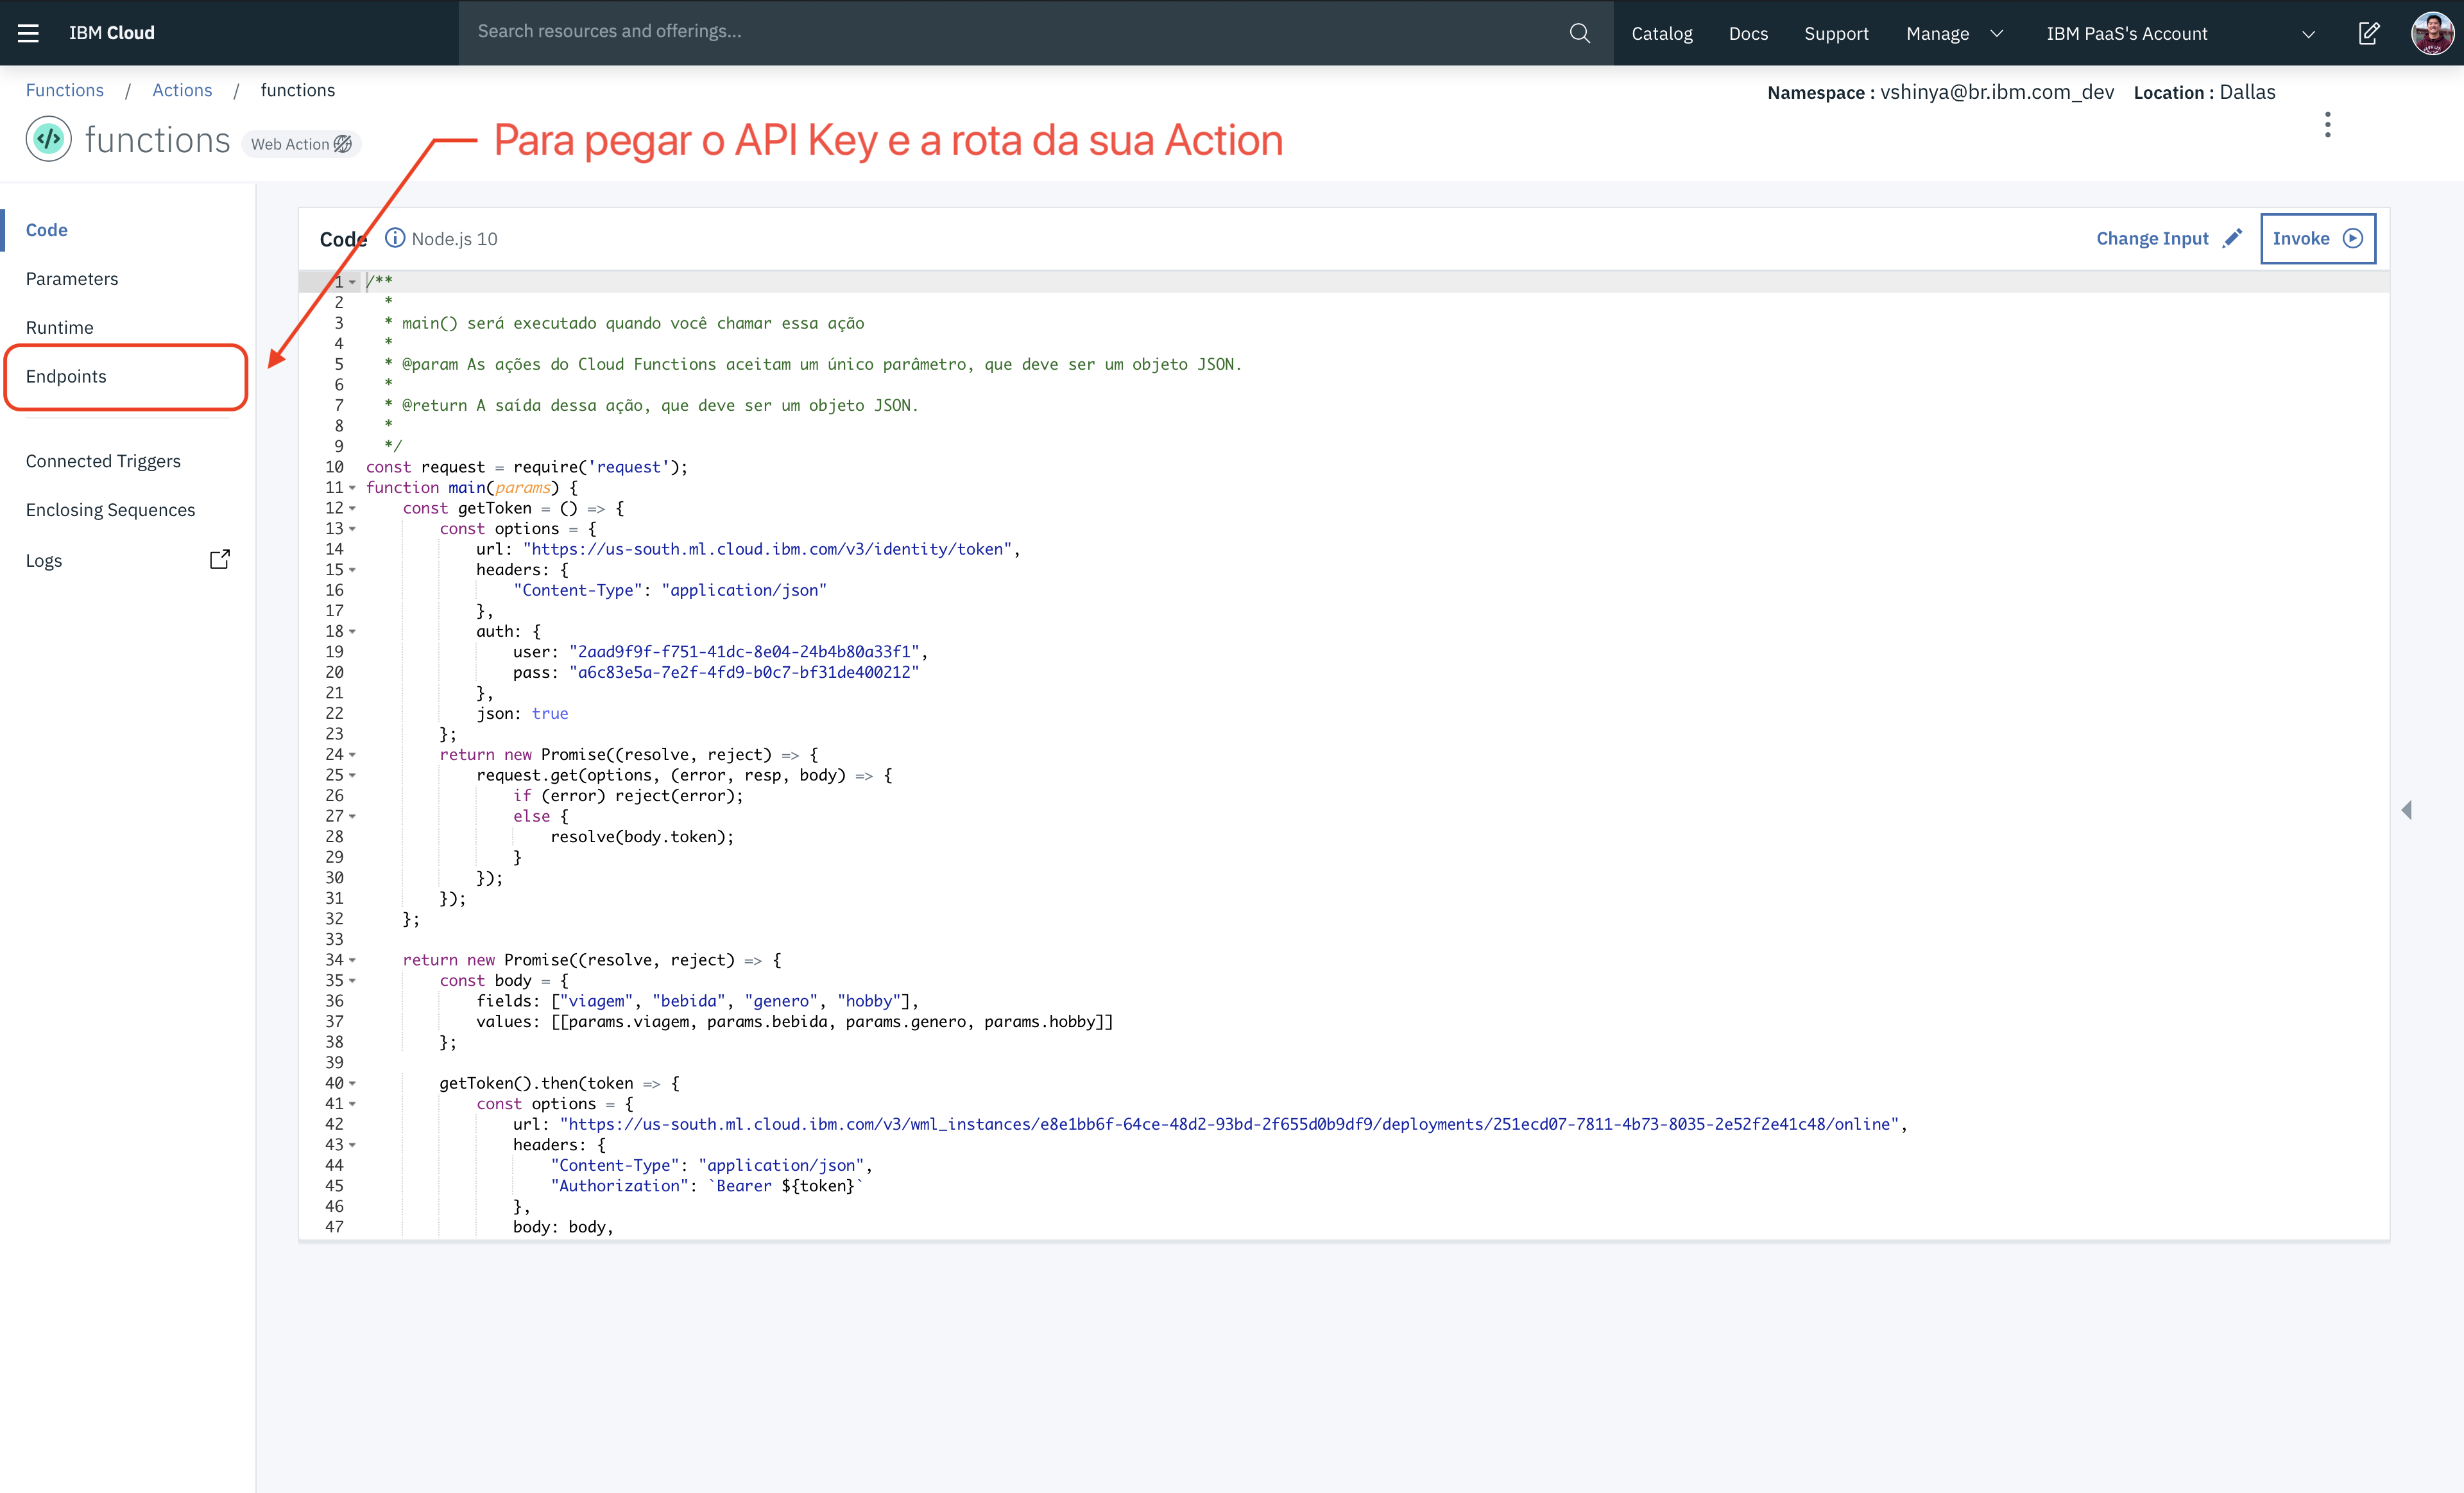 IBM Cloud
Search resources and offerings...
Catalog Docs Support Manage IBM PaaS's Account
Functions / Actions / functions
Namespace : vshinya@br.ibm.com_dev Location : Dallas
functions Web Action
Para pegar o API Key e a rota da sua Action
Code
Parameters
Runtime
Endpoints
Connected Triggers
Enclosing Sequences
Logs
Code Node.js 10
Change Input Invoke
1 /**
2 *
3 * main() será executado quando você chamar essa ação
4 *
5 * @param As ações do Cloud Functions aceitam um único parâmetro, que deve ser um objeto JSON.
6 *
7 * @return A saída dessa ação, que deve ser um objeto JSON.
8 *
9 */
10 const request = require('request');
11 function main(params) {
12 const getToken = () => {
13 const options = {
14 url: "https://us-south.ml.cloud.ibm.com/v3/identity/token",
15 headers: {
16 "Content-Type": "application/json"
17 },
18 auth: {
19 user: "2aad9f9f-f751-41dc-8e04-24b4b80a33f1",
20 pass: "a6c83e5a-7e2f-4fd9-b0c7-bf31de400212"
21 },
22 json: true
23 };
24 return new Promise((resolve, reject) => {
25 request.get(options, (error, resp, body) => {
26 if (error) reject(error);
27 else {
28 resolve(body.token);
29 }
30 });
31 });
32 };
33
34 return new Promise((resolve, reject) => {
35 const body = {
36 fields: ["viagem", "bebida", "genero", "hobby"],
37 values: [[params.viagem, params.bebida, params.genero, params.hobby]]
38 };
39
40 getToken().then(token => {
41 const options = {
42 url: "https://us-south.ml.cloud.ibm.com/v3/wml_instances/e8e1bb6f-64ce-48d2-93bd-2f655d0b9df9/deployments/251ecd07-7811-4b73-8035-2e52f2e41c48/online",
43 headers: {
44 "Content-Type": "application/json",
45 "Authorization": `Bearer ${token}`
46 },
47 body: body,